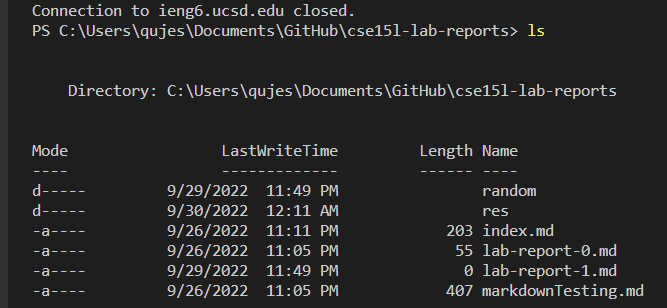 Connection to ieng6.ucsd.edu closed.
PS C:\Users\qujes\Documents\GitHub\cse15l-lab-reports> ls
Directory: C:\Users\qujes\Documents\GitHub\cse15l-lab-reports
Mode                 LastWriteTime         Length Name
----                 -------------         ------ ----
d-----         9/29/2022  11:49 PM                random
d-----         9/30/2022  12:11 AM                res
-a----         9/26/2022  11:11 PM            203 index.md
-a----         9/26/2022  11:05 PM             55 lab-report-0.md
-a----         9/29/2022  11:49 PM              0 lab-report-1.md
-a----         9/26/2022  11:05 PM            407 markdownTesting.md